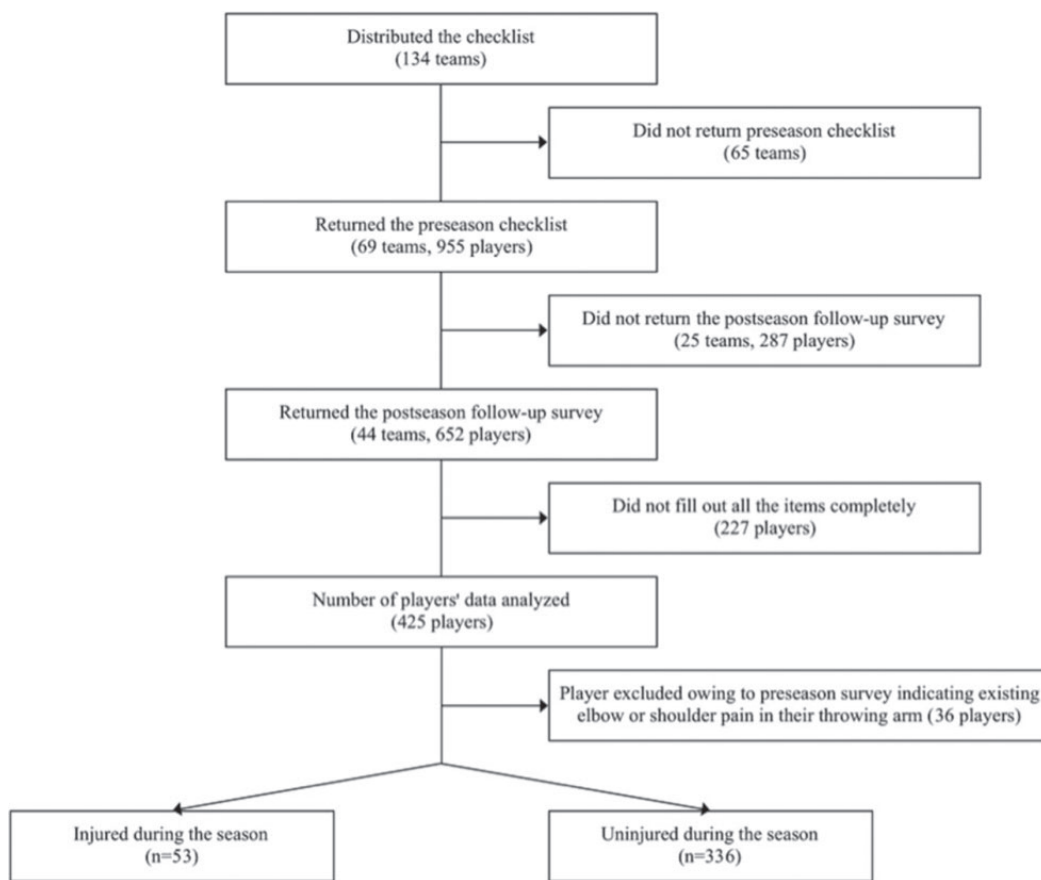 Distributed the checklist
(134 teams)
Did not return preseason checklist
(65 teams)
Returned the preseason checklist
(69 teams, 955 players)
Did not return the postseason follow-up survey
(25 teams, 287 players)
Returned the postseason follow-up survey
(44 teams, 652 players)
Did not fill out all the items completely
(227 players)
Number of players' data analyzed
(425 players)
Player excluded owing to preseason survey indicating existing
elbow or shoulder pain in their throwing arm (36 players)
Injured during the season
(n=53)
Uninjured during the season
(n=336)